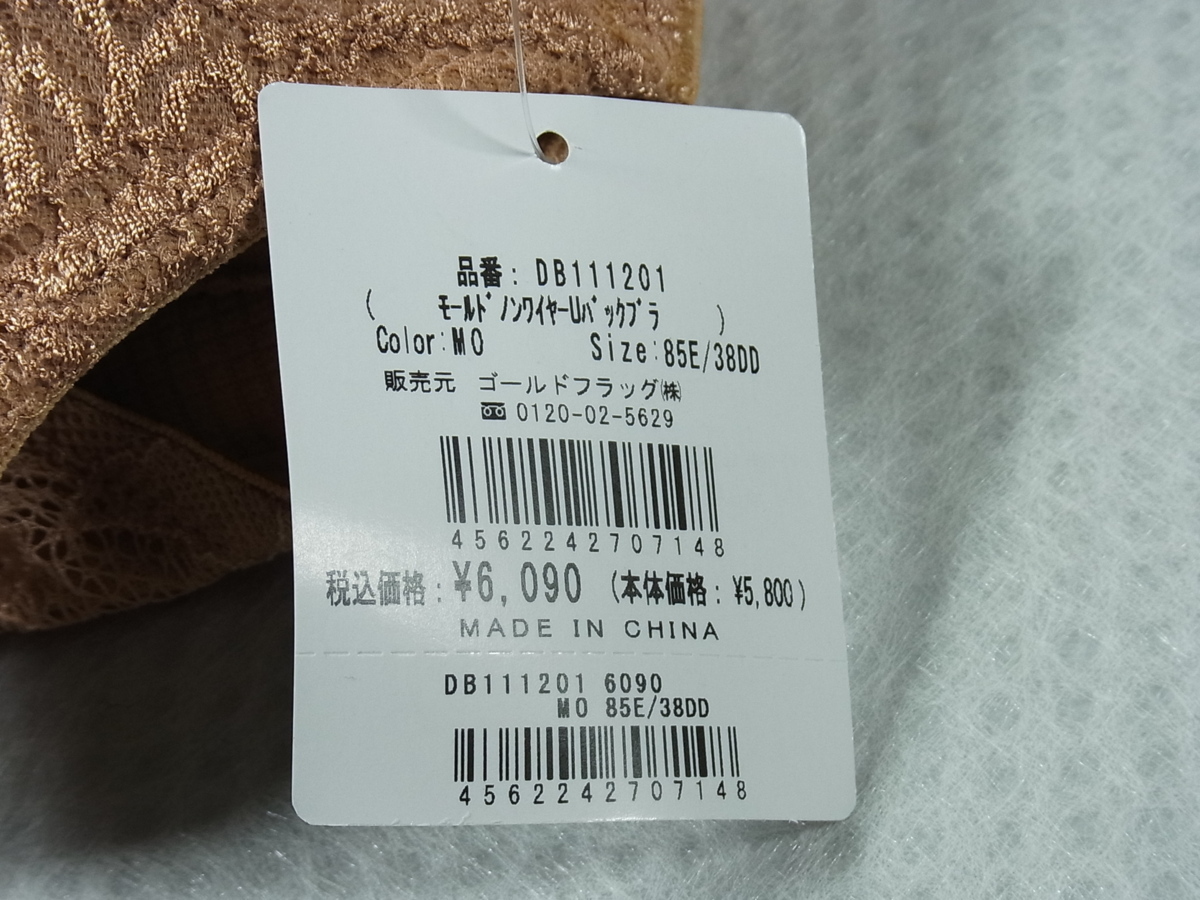 品番: DB111201
( ﾓｰﾙﾄﾞﾉﾝﾜｲﾔｰUﾊﾞｯｸﾌﾞﾗ )
Color:MO Size:85E/38DD
販売元 ゴールドフラッグ㈱
0120-02-5629
4562242707148
税込価格:¥6,090 (本体価格: ¥5,800)
MADE IN CHINA
DB111201 6090
MO 85E/38DD
4562242707148